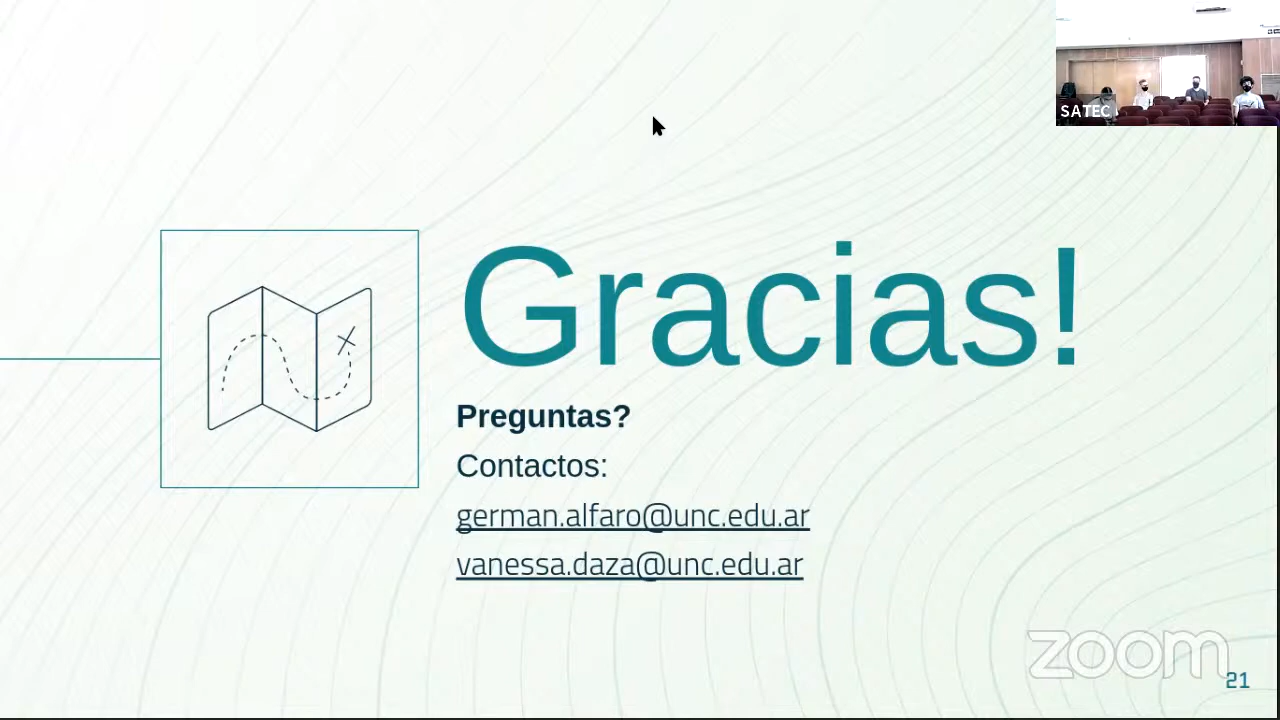 SATEC
Gracias!
Preguntas?
Contactos:
german.alfaro@unc.edu.ar
vanessa.daza@unc.edu.ar
zoom
21